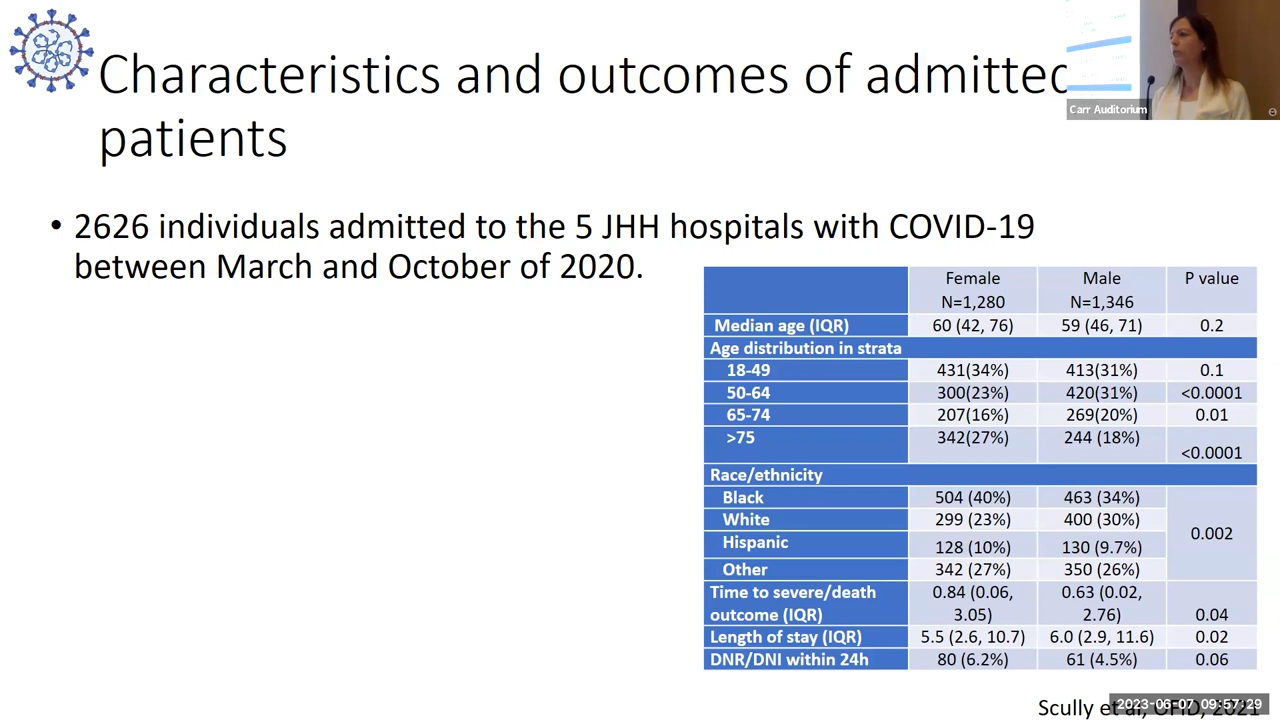 Characteristics and outcomes of admitted
patients
Carr Auditorium
• 2626 individuals admitted to the 5 JHH hospitals with COVID-19
between March and October of 2020.
Female N=1,280 Male N=1,346 P value
Median age (IQR) 60 (42, 76) 59 (46, 71) 0.2
Age distribution in strata
18-49 431(34%) 413(31%) 0.1
50-64 300(23%) 420(31%) <0.0001
65-74 207(16%) 269(20%) 0.01
>75 342(27%) 244 (18%) <0.0001
Race/ethnicity
Black 504 (40%) 463 (34%)
White 299 (23%) 400 (30%)
0.002
Hispanic 128 (10%) 130 (9.7%)
Other 342 (27%) 350 (26%)
Time to severe/death outcome (IQR) 0.84 (0.06, 3.05) 0.63 (0.02, 2.76) 0.04
Length of stay (IQR) 5.5 (2.6, 10.7) 6.0 (2.9, 11.6) 0.02
DNR/DNI within 24h 80 (6.2%) 61 (4.5%) 0.06
Scully et al, OFID, 2021
2023-06-07 09:57:29